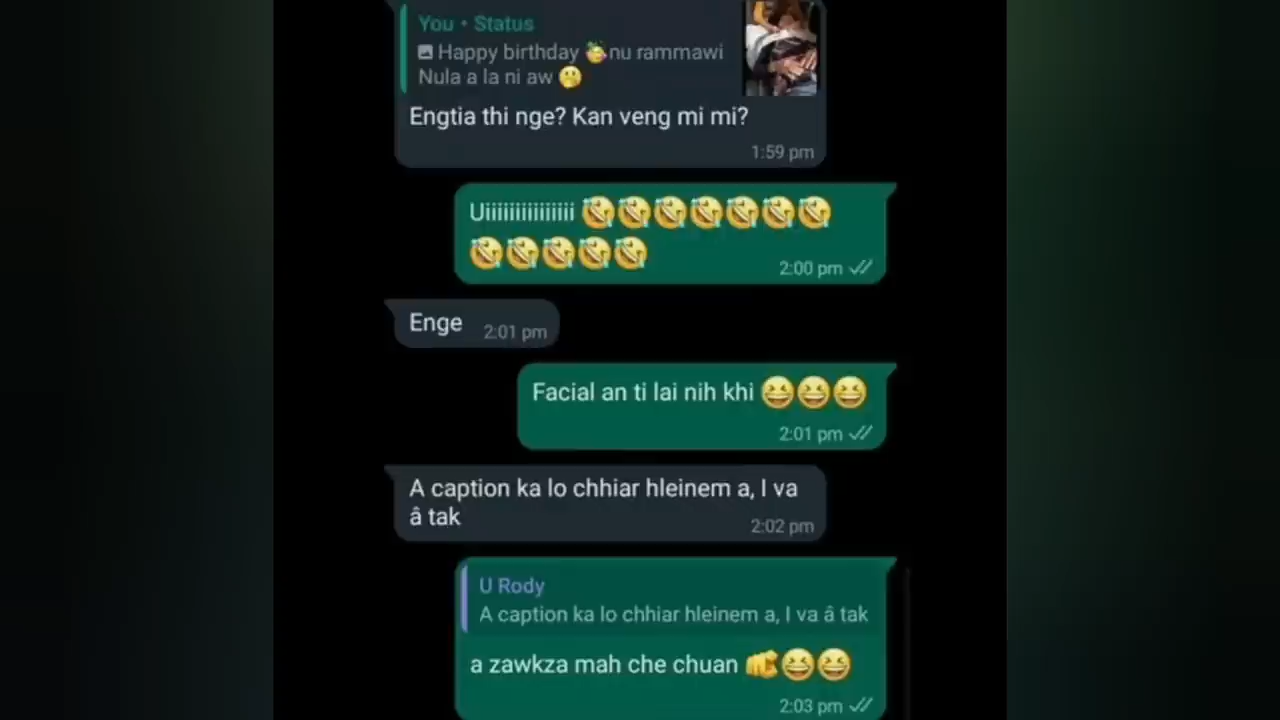 You • Status
Happy birthday 🍋nu rammawi
Nula a la ni aw 🤫
Engtia thi nge? Kan veng mi mi?
1:59 pm
Uiiiiiiiiiiiiiii 🤣🤣🤣🤣🤣🤣🤣
🤣🤣🤣🤣🤣
2:00 pm
Enge 2:01 pm
Facial an ti lai nih khi 😆😆😆
2:01 pm
A caption ka lo chhiar hleinem a, I va
â tak
2:02 pm
U Rody
A caption ka lo chhiar hleinem a, I va â tak
a zawkza mah che chuan 🫵😆😆
2:03 pm